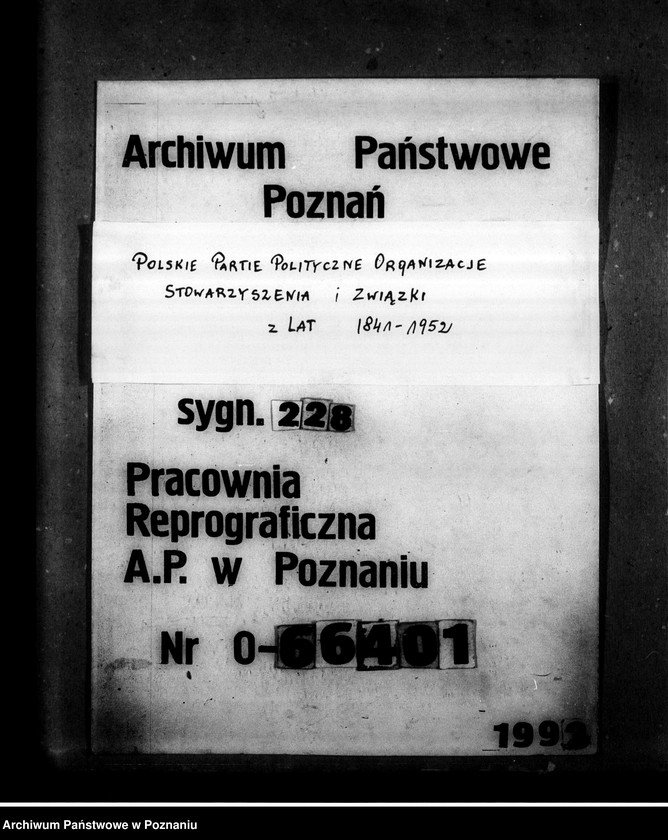 Archiwum Państwowe
Poznań
POLSKIE PARTIE POLITYCZNE ORGANIZACJE
STOWARZYSZENIA i ZWIĄZKI
z LAT 1841-1952
sygn. 228
Pracownia
Reprograficzna
A.P. w Poznaniu
Nr O-66401
1993
Archiwum Państwowe w Poznaniu